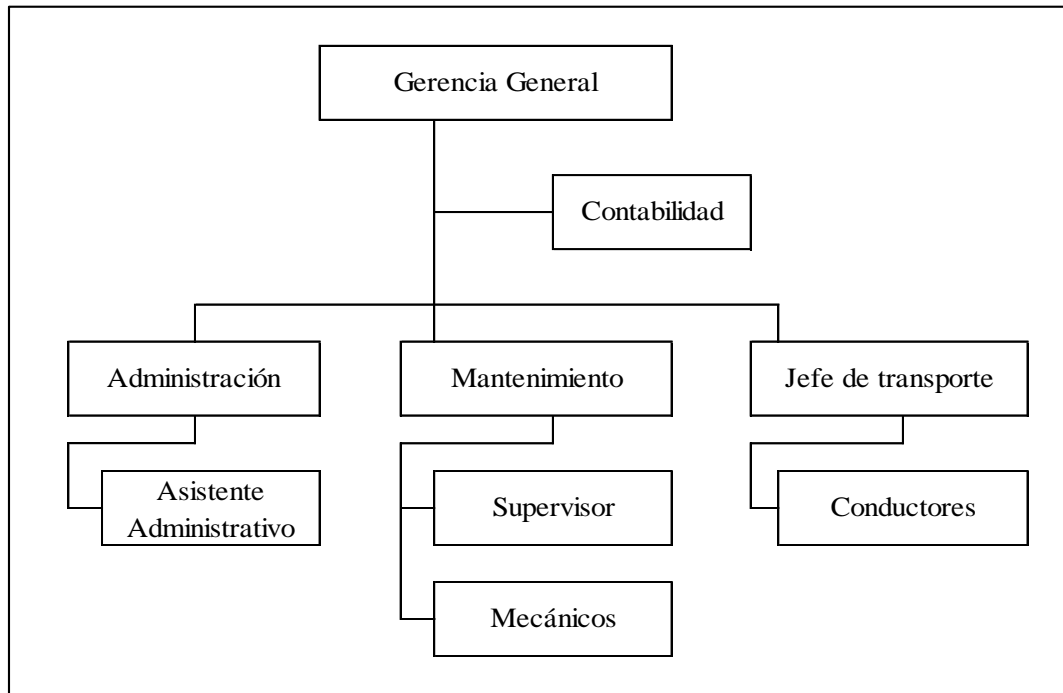 Gerencia General
Contabilidad
Administración
Mantenimiento
Jefe de transporte
Asistente
Administrativo
Supervisor
Conductores
Mecánicos